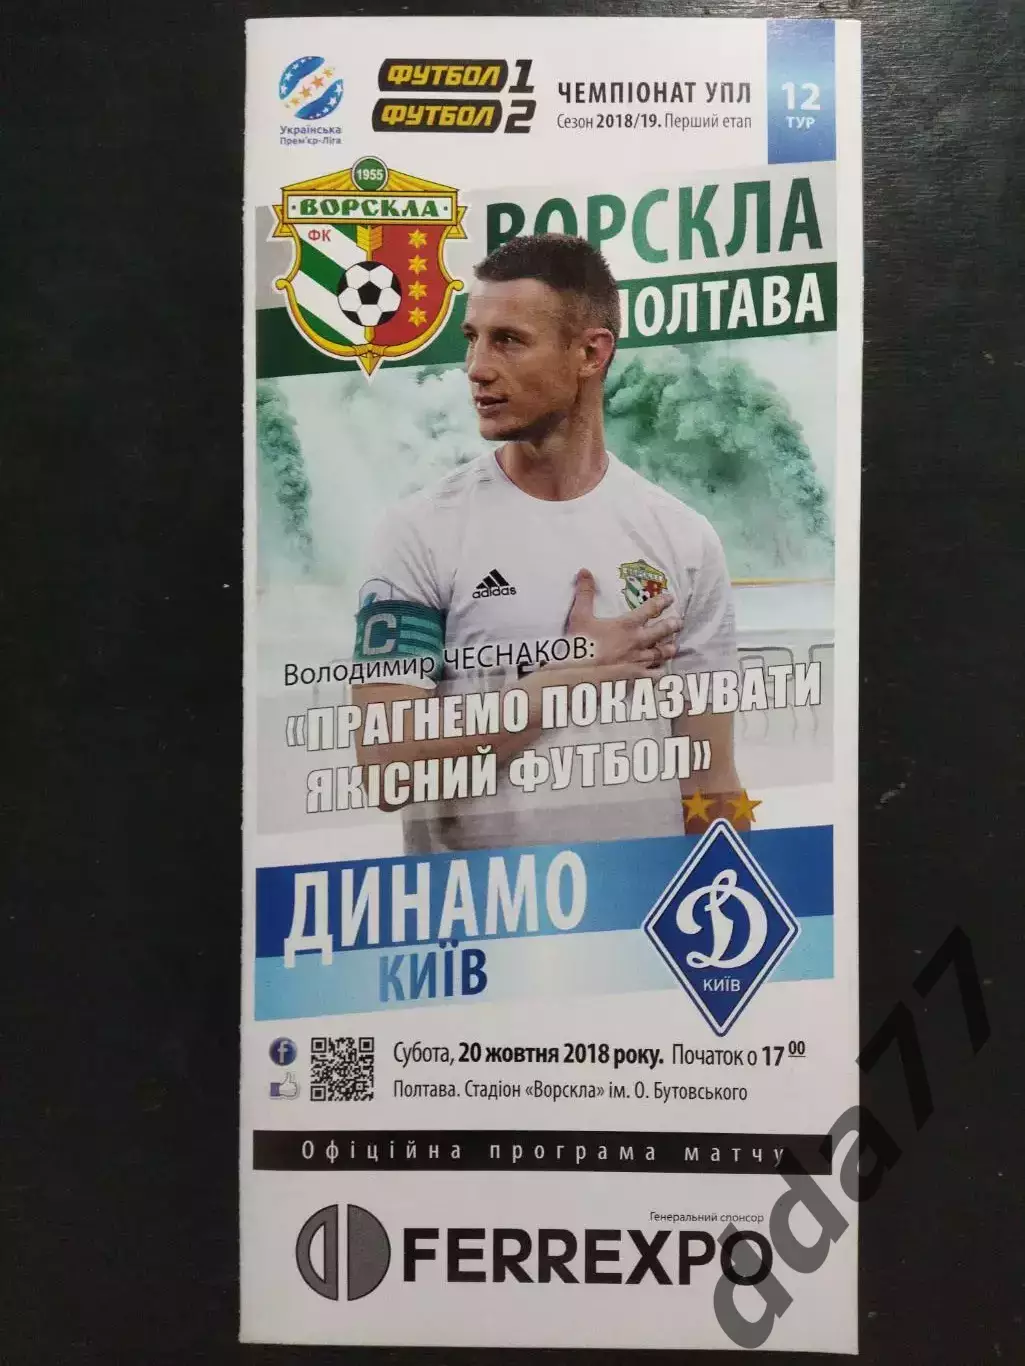 Українська
Прем'єр-Ліга
ФУТБОЛ 1
ФУТБОЛ 2
ЧЕМПІОНАТ УПЛ
Сезон 2018/19. Перший етап
12
ТУР
1955
ВОРСКЛА
ФК
ВОРСКЛА
ПОЛТАВА
adidas
C
Володимир ЧЕСНАКОВ:
«ПРАГНЕМО ПОКАЗУВАТИ
ЯКІСНИЙ ФУТБОЛ»
ДИНАМО
КИЇВ
Д
КИЇВ
Субота, 20 жовтня 2018 року. Початок о 17 00
Полтава. Стадіон «Ворскла» ім. О. Бутовського
Офіційна програма матчу
Генеральний спонсор
FERREXPO
dda77